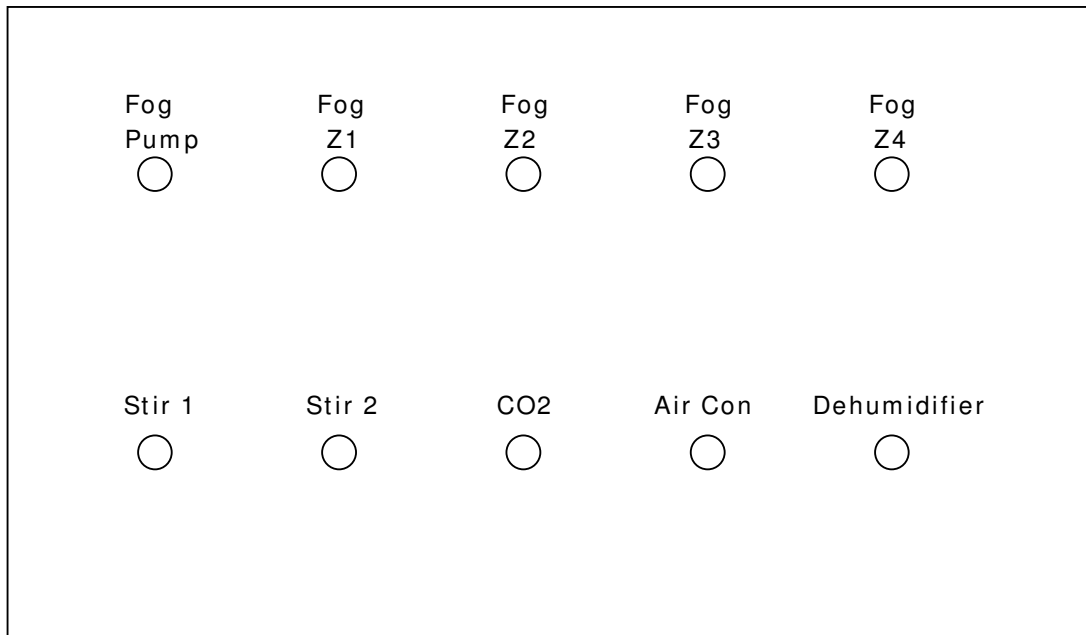 Fog Fog Fog Fog Fog
Pump Z1 Z2 Z3 Z4
Stir 1 Stir 2 CO2 Air Con Dehumidifier